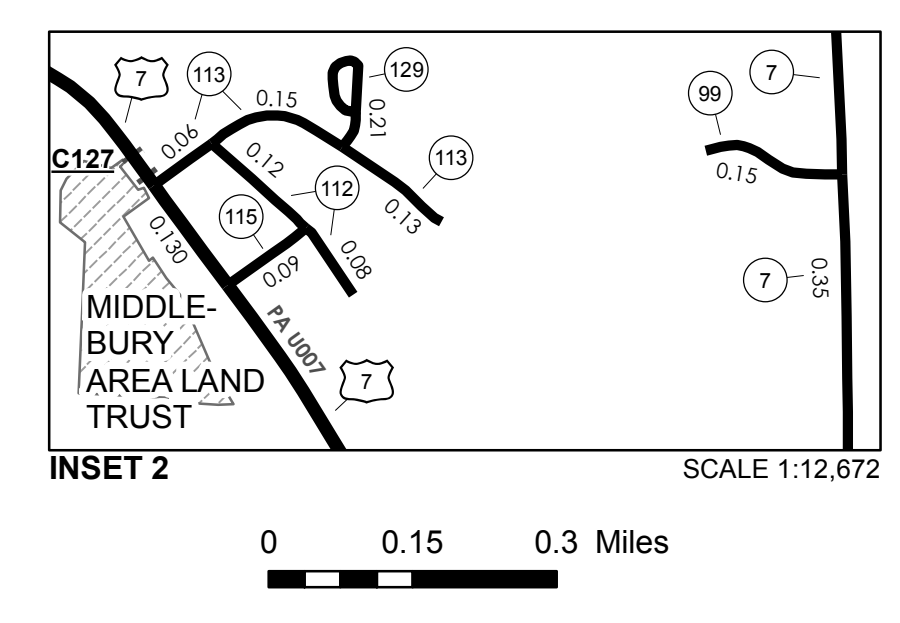 7
113
0.15
129
7
99
0.06
0.21
C127
0.12
113
0.15
112
115
0.13
0.130
0.08
0.09
7
0.35
MIDDLE-
BURY
AREA LAND
TRUST
PA U007
7
INSET 2
SCALE 1:12,672
0 0.15 0.3 Miles